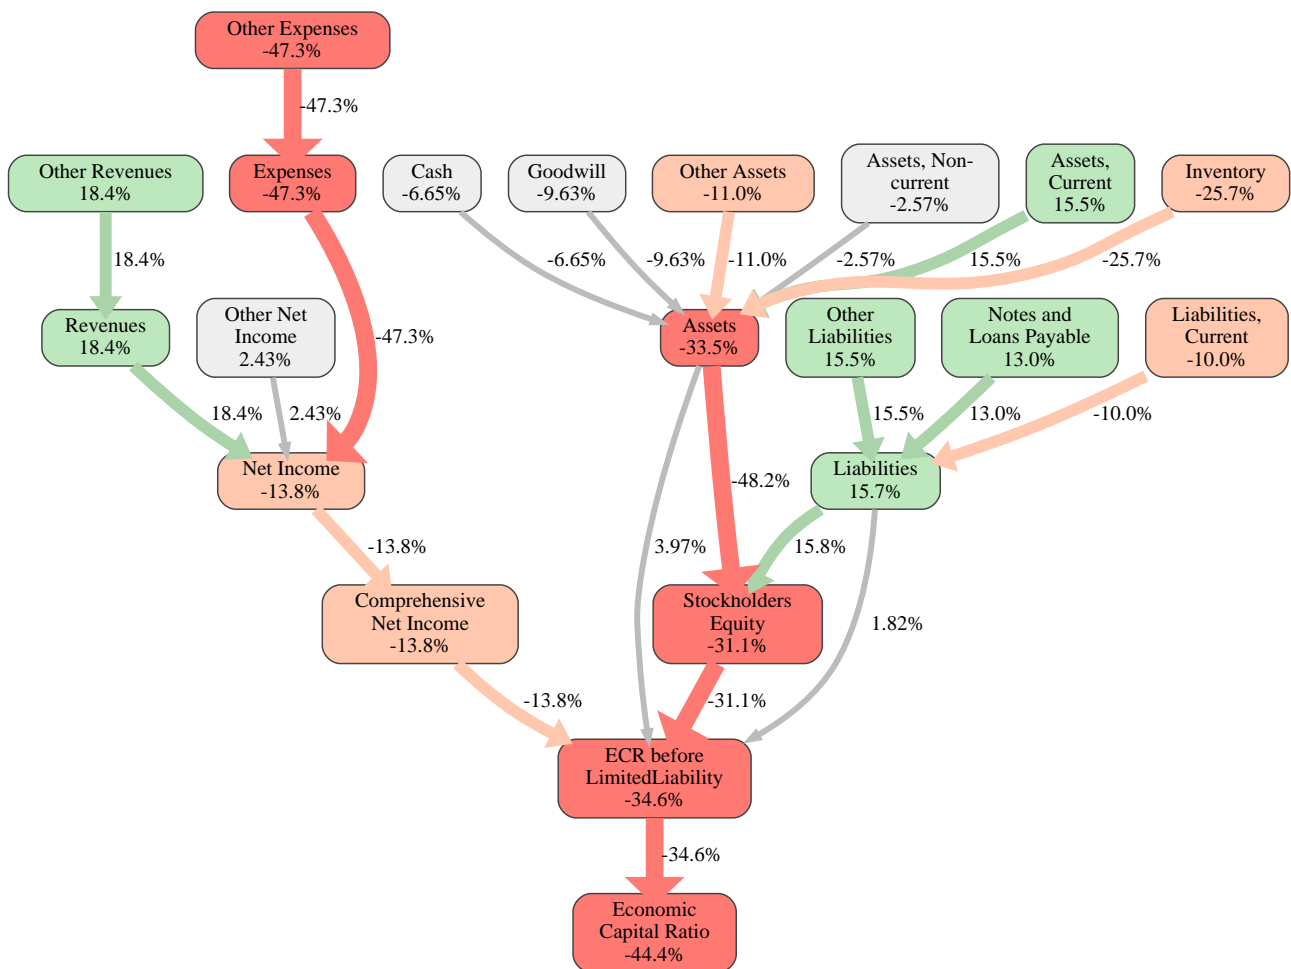 Other Expenses
-47.3%
-47.3%
Other Revenues
18.4%
Expenses
-47.3%
Cash
-6.65%
Goodwill
-9.63%
Other Assets
-11.0%
Assets, Non-
current
-2.57%
Assets,
Current
15.5%
Inventory
-25.7%
18.4%
-6.65%
-9.63%
-11.0%
-2.57%
15.5%
-25.7%
Revenues
18.4%
Other Net
Income
2.43%
-47.3%
Assets
-33.5%
Other
Liabilities
15.5%
Notes and
Loans Payable
13.0%
Liabilities,
Current
-10.0%
18.4%
2.43%
15.5%
13.0%
-10.0%
Net Income
-13.8%
-48.2%
Liabilities
15.7%
-13.8%
3.97%
15.8%
Comprehensive
Net Income
-13.8%
Stockholders
Equity
-31.1%
1.82%
-13.8%
-31.1%
ECR before
LimitedLiability
-34.6%
-34.6%
Economic
Capital Ratio
-44.4%